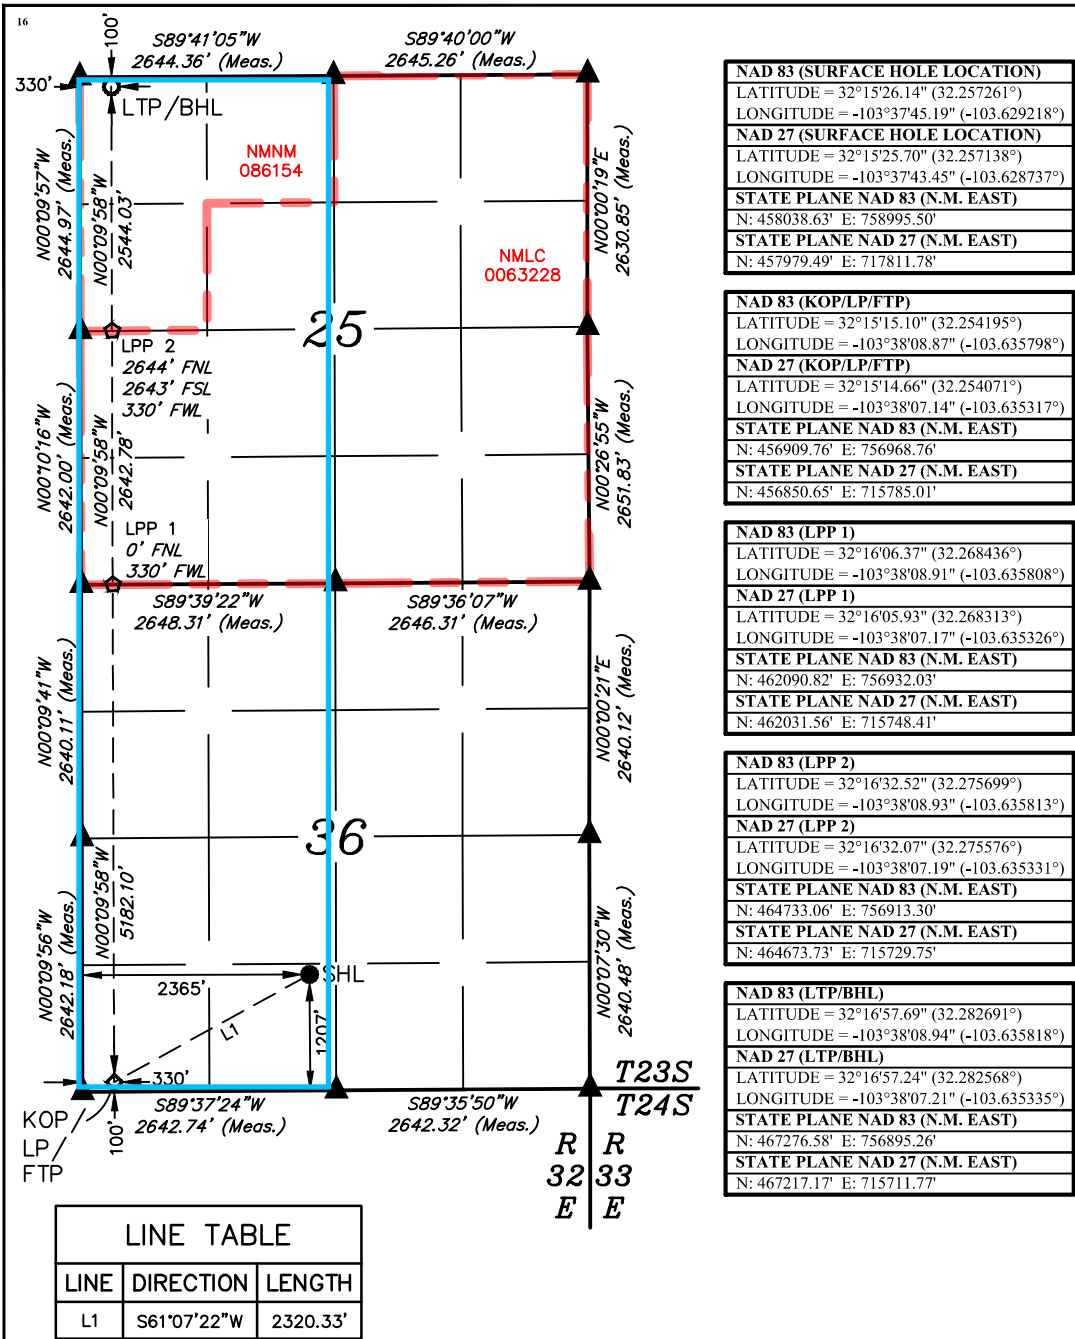 16
100'
S89°41'05"W
2644.36' (Meas.)
S89°40'00"W
2645.26' (Meas.)
330'
LTP/BHL
N00°09'57"W
2644.97' (Meas.)
N00°09'58"W
2544.03'
NMNM
086154
N00°00'19"E
2630.85' (Meas.)
NMLC
0063228
25
LPP 2
2644' FNL
2643' FSL
330' FWL
N00°10'16"W
2642.00' (Meas.)
N00°09'58"W
2642.78'
N00°26'55"W
2651.83' (Meas.)
LPP 1
0' FNL
330' FWL
S89°39'22"W
2648.31' (Meas.)
S89°36'07"W
2646.31' (Meas.)
N00°09'41"W
2640.11' (Meas.)
N00°00'21"E
2640.12' (Meas.)
36
N00°09'58"W
5182.10'
N00°09'56"W
2642.18' (Meas.)
N00°07'30"W
2640.48' (Meas.)
2365'
SHL
L1
1207'
330'
KOP
LP
FTP
100'
S89°37'24"W
2642.74' (Meas.)
S89°35'50"W
2642.32' (Meas.)
T23S
T24S
R R
32 33
E E
LINE TABLE
LINE DIRECTION LENGTH
L1 S61°07'22"W 2320.33'
NAD 83 (SURFACE HOLE LOCATION)
LATITUDE = 32°15'26.14" (32.257261°)
LONGITUDE = -103°37'45.19" (-103.629218°)
NAD 27 (SURFACE HOLE LOCATION)
LATITUDE = 32°15'25.70" (32.257138°)
LONGITUDE = -103°37'43.45" (-103.628737°)
STATE PLANE NAD 83 (N.M. EAST)
N: 458038.63' E: 758995.50'
STATE PLANE NAD 27 (N.M. EAST)
N: 457979.49' E: 717811.78'
NAD 83 (KOP/LP/FTP)
LATITUDE = 32°15'15.10" (32.254195°)
LONGITUDE = -103°38'08.87" (-103.635798°)
NAD 27 (KOP/LP/FTP)
LATITUDE = 32°15'14.66" (32.254071°)
LONGITUDE = -103°38'07.14" (-103.635317°)
STATE PLANE NAD 83 (N.M. EAST)
N: 456909.76' E: 756968.76'
STATE PLANE NAD 27 (N.M. EAST)
N: 456850.65' E: 715785.01'
NAD 83 (LPP 1)
LATITUDE = 32°16'06.37" (32.268436°)
LONGITUDE = -103°38'08.91" (-103.635808°)
NAD 27 (LPP 1)
LATITUDE = 32°16'05.93" (32.268313°)
LONGITUDE = -103°38'07.17" (-103.635326°)
STATE PLANE NAD 83 (N.M. EAST)
N: 462090.82' E: 756932.03'
STATE PLANE NAD 27 (N.M. EAST)
N: 462031.56' E: 715748.41'
NAD 83 (LPP 2)
LATITUDE = 32°16'32.52" (32.275699°)
LONGITUDE = -103°38'08.93" (-103.635813°)
NAD 27 (LPP 2)
LATITUDE = 32°16'32.07" (32.275576°)
LONGITUDE = -103°38'07.19" (-103.635331°)
STATE PLANE NAD 83 (N.M. EAST)
N: 464733.06' E: 756913.30'
STATE PLANE NAD 27 (N.M. EAST)
N: 464673.73' E: 715729.75'
NAD 83 (LTP/BHL)
LATITUDE = 32°16'57.69" (32.282691°)
LONGITUDE = -103°38'08.94" (-103.635818°)
NAD 27 (LTP/BHL)
LATITUDE = 32°16'57.24" (32.282568°)
LONGITUDE = -103°38'07.21" (-103.635335°)
STATE PLANE NAD 83 (N.M. EAST)
N: 467276.58' E: 756895.26'
STATE PLANE NAD 27 (N.M. EAST)
N: 467217.17' E: 715711.77'